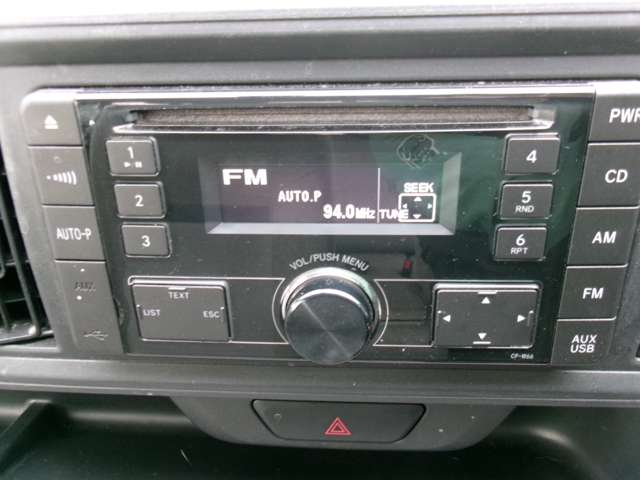 PWR
1
4
FM
CD
AUTO.P
SEEK
2
5
RND
94.0MHz TUNE
AUTO-P
3
6
RPT
AM
VOL/PUSH MENU
AUX
TEXT
LIST
ESC
FM
AUX
USB
CP-W66